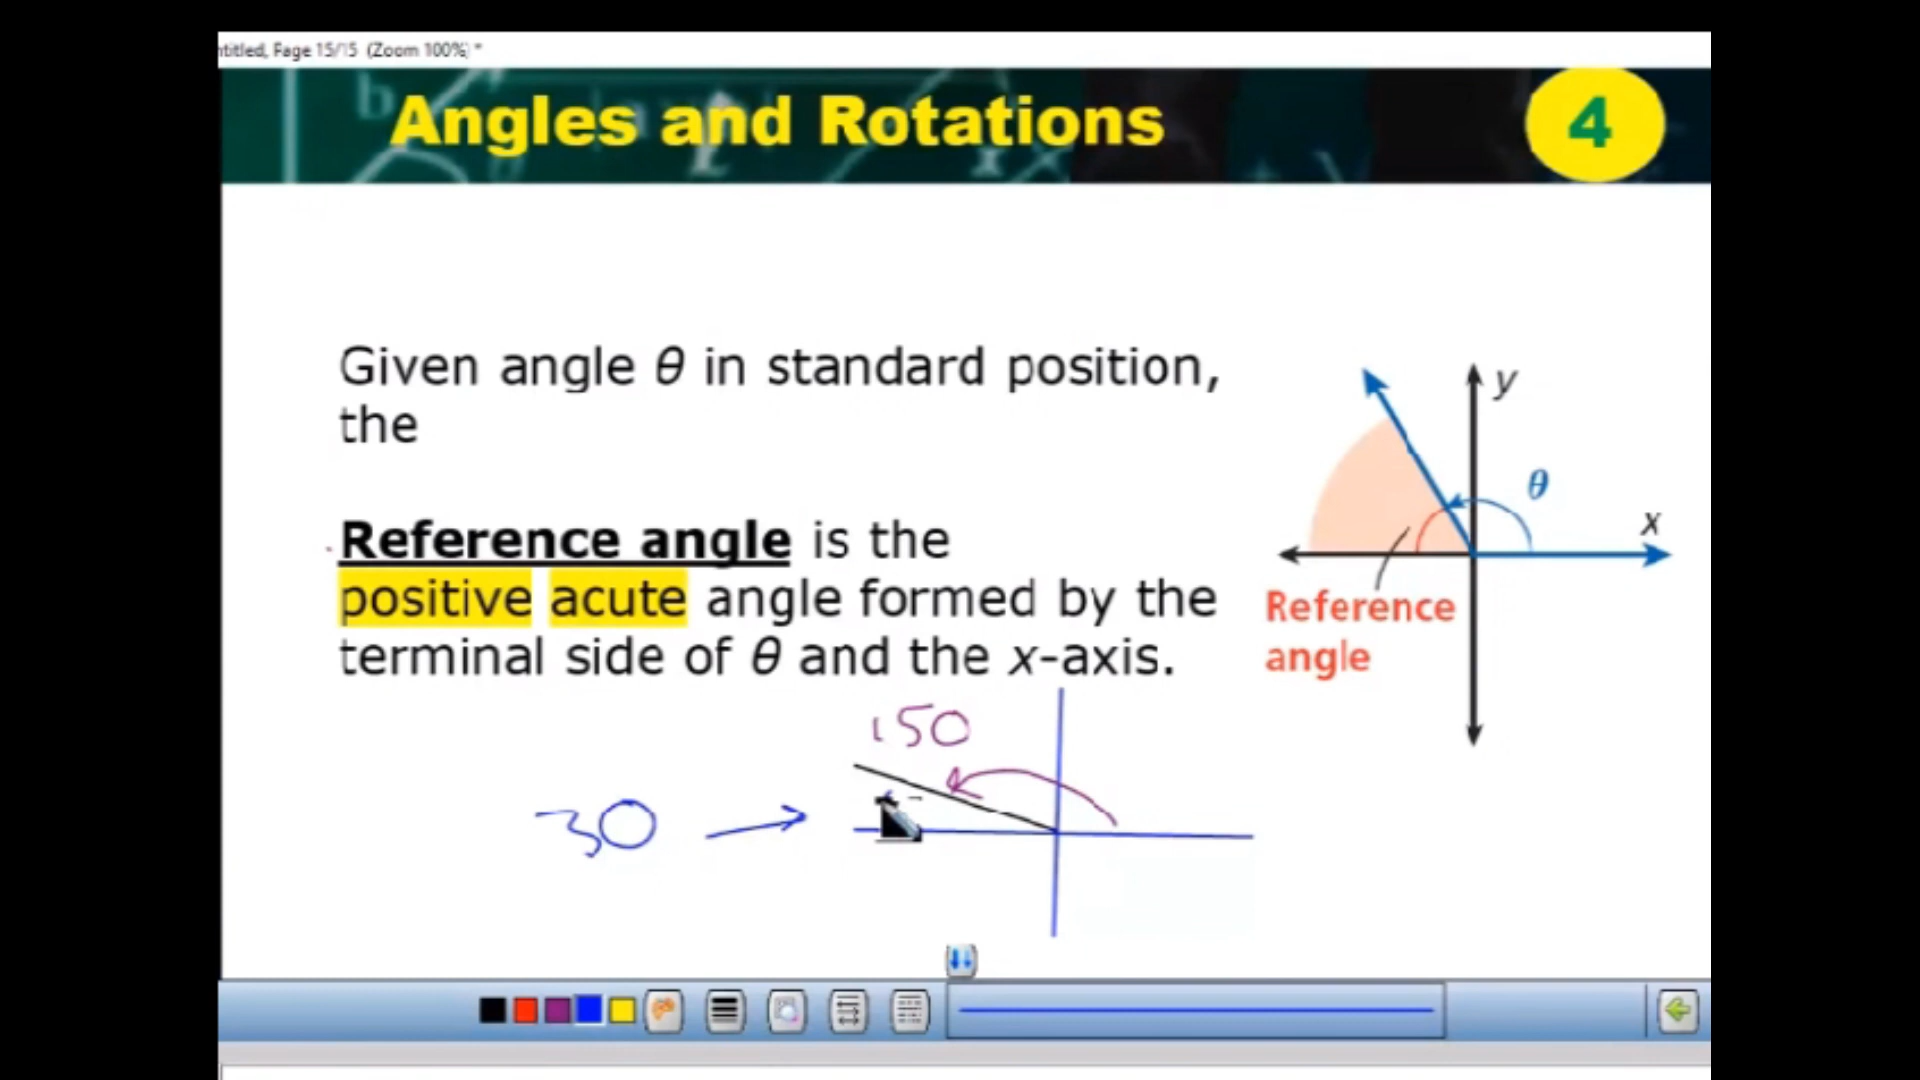 ntitled, Page 15/15 (Zoom 100%) *
Angles and Rotations
4
Given angle θ in standard position,
the
Reference angle is the
positive acute angle formed by the
terminal side of θ and the x-axis.
y
θ
x
Reference
angle
150
30